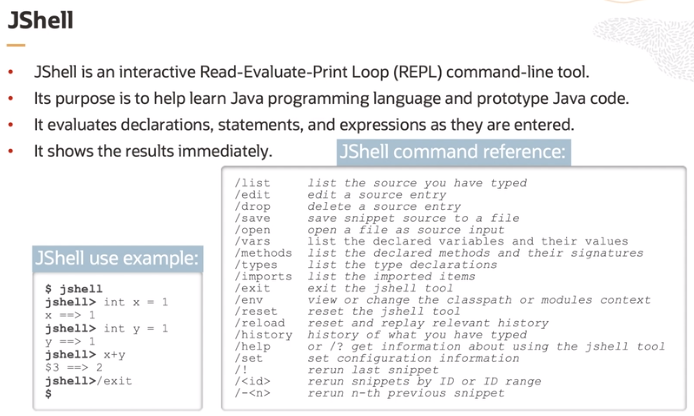 JShell
• JShell is an interactive Read-Evaluate-Print Loop (REPL) command-line tool.
• Its purpose is to help learn Java programming language and prototype Java code.
• It evaluates declarations, statements, and expressions as they are entered.
• It shows the results immediately.
JShell command reference:
/list list the source you have typed
/edit edit a source entry
/drop delete a source entry
/save save snippet source to a file
/open open a file as source input
/vars list the declared variables and their values
/methods list the declared methods and their signatures
/types list the type declarations
/imports list the imported items
/exit exit the jshell tool
/env view or change the classpath or modules context
/reset reset the jshell tool
/reload reset and replay relevant history
/history history of what you have typed
/help or /? get information about using the jshell tool
/set set configuration information
/! rerun last snippet
/<id> rerun snippets by ID or ID range
/-<n> rerun n-th previous snippet
JShell use example:
$ jshell
jshell> int x = 1
x ==> 1
jshell> int y = 1
y ==> 1
jshell> x+y
$3 ==> 2
jshell>/exit
$